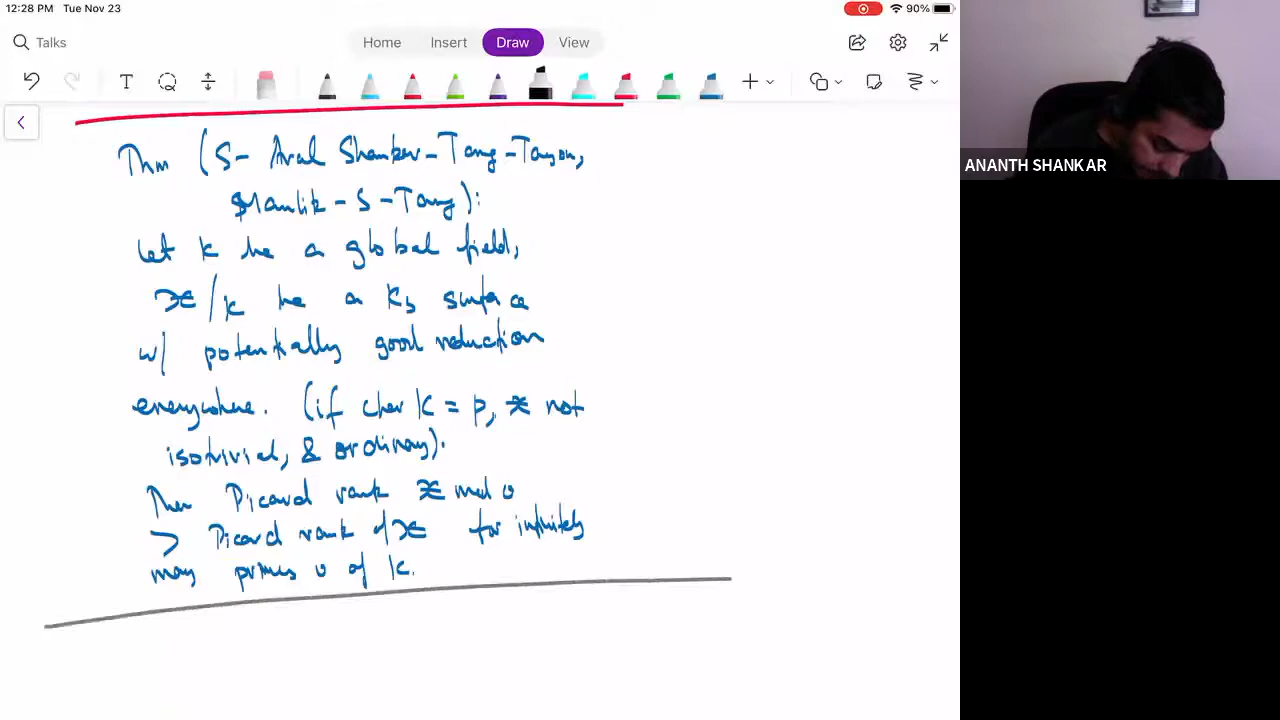 12:28 PM Tue Nov 23
90%
Talks
Home Insert Draw View
ANANTH SHANKAR
Thm (S- Arul Shankar-Tang-Tayou,
Maulik-S-Tang):
Let K be a global field,
X/K be a K3 surface
w/ potentially good reduction
everywhere. (if char K = p, X not
isotrivial, & ordinary).
Then Picard rank X mod v
> Picard rank of X for infinitely
many primes v of K.